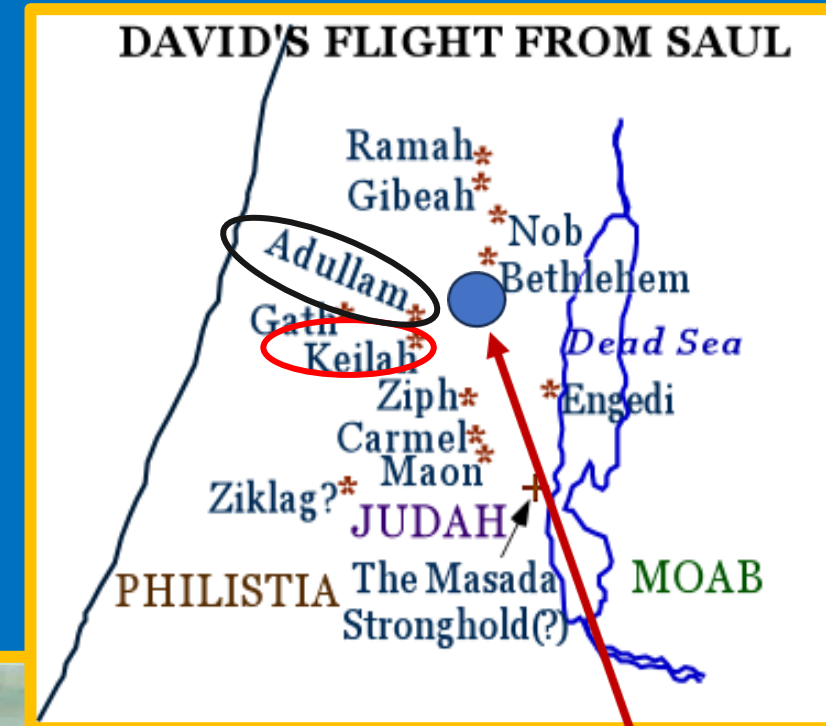 DAVID'S FLIGHT FROM SAUL
Ramah
Gibeah
Nob
Adullam
Bethlehem
Gath
Dead Sea
Keilah
Ziph
Engedi
Carmel
Maon
Ziklag?
JUDAH
PHILISTIA
The Masada
Stronghold(?)
MOAB